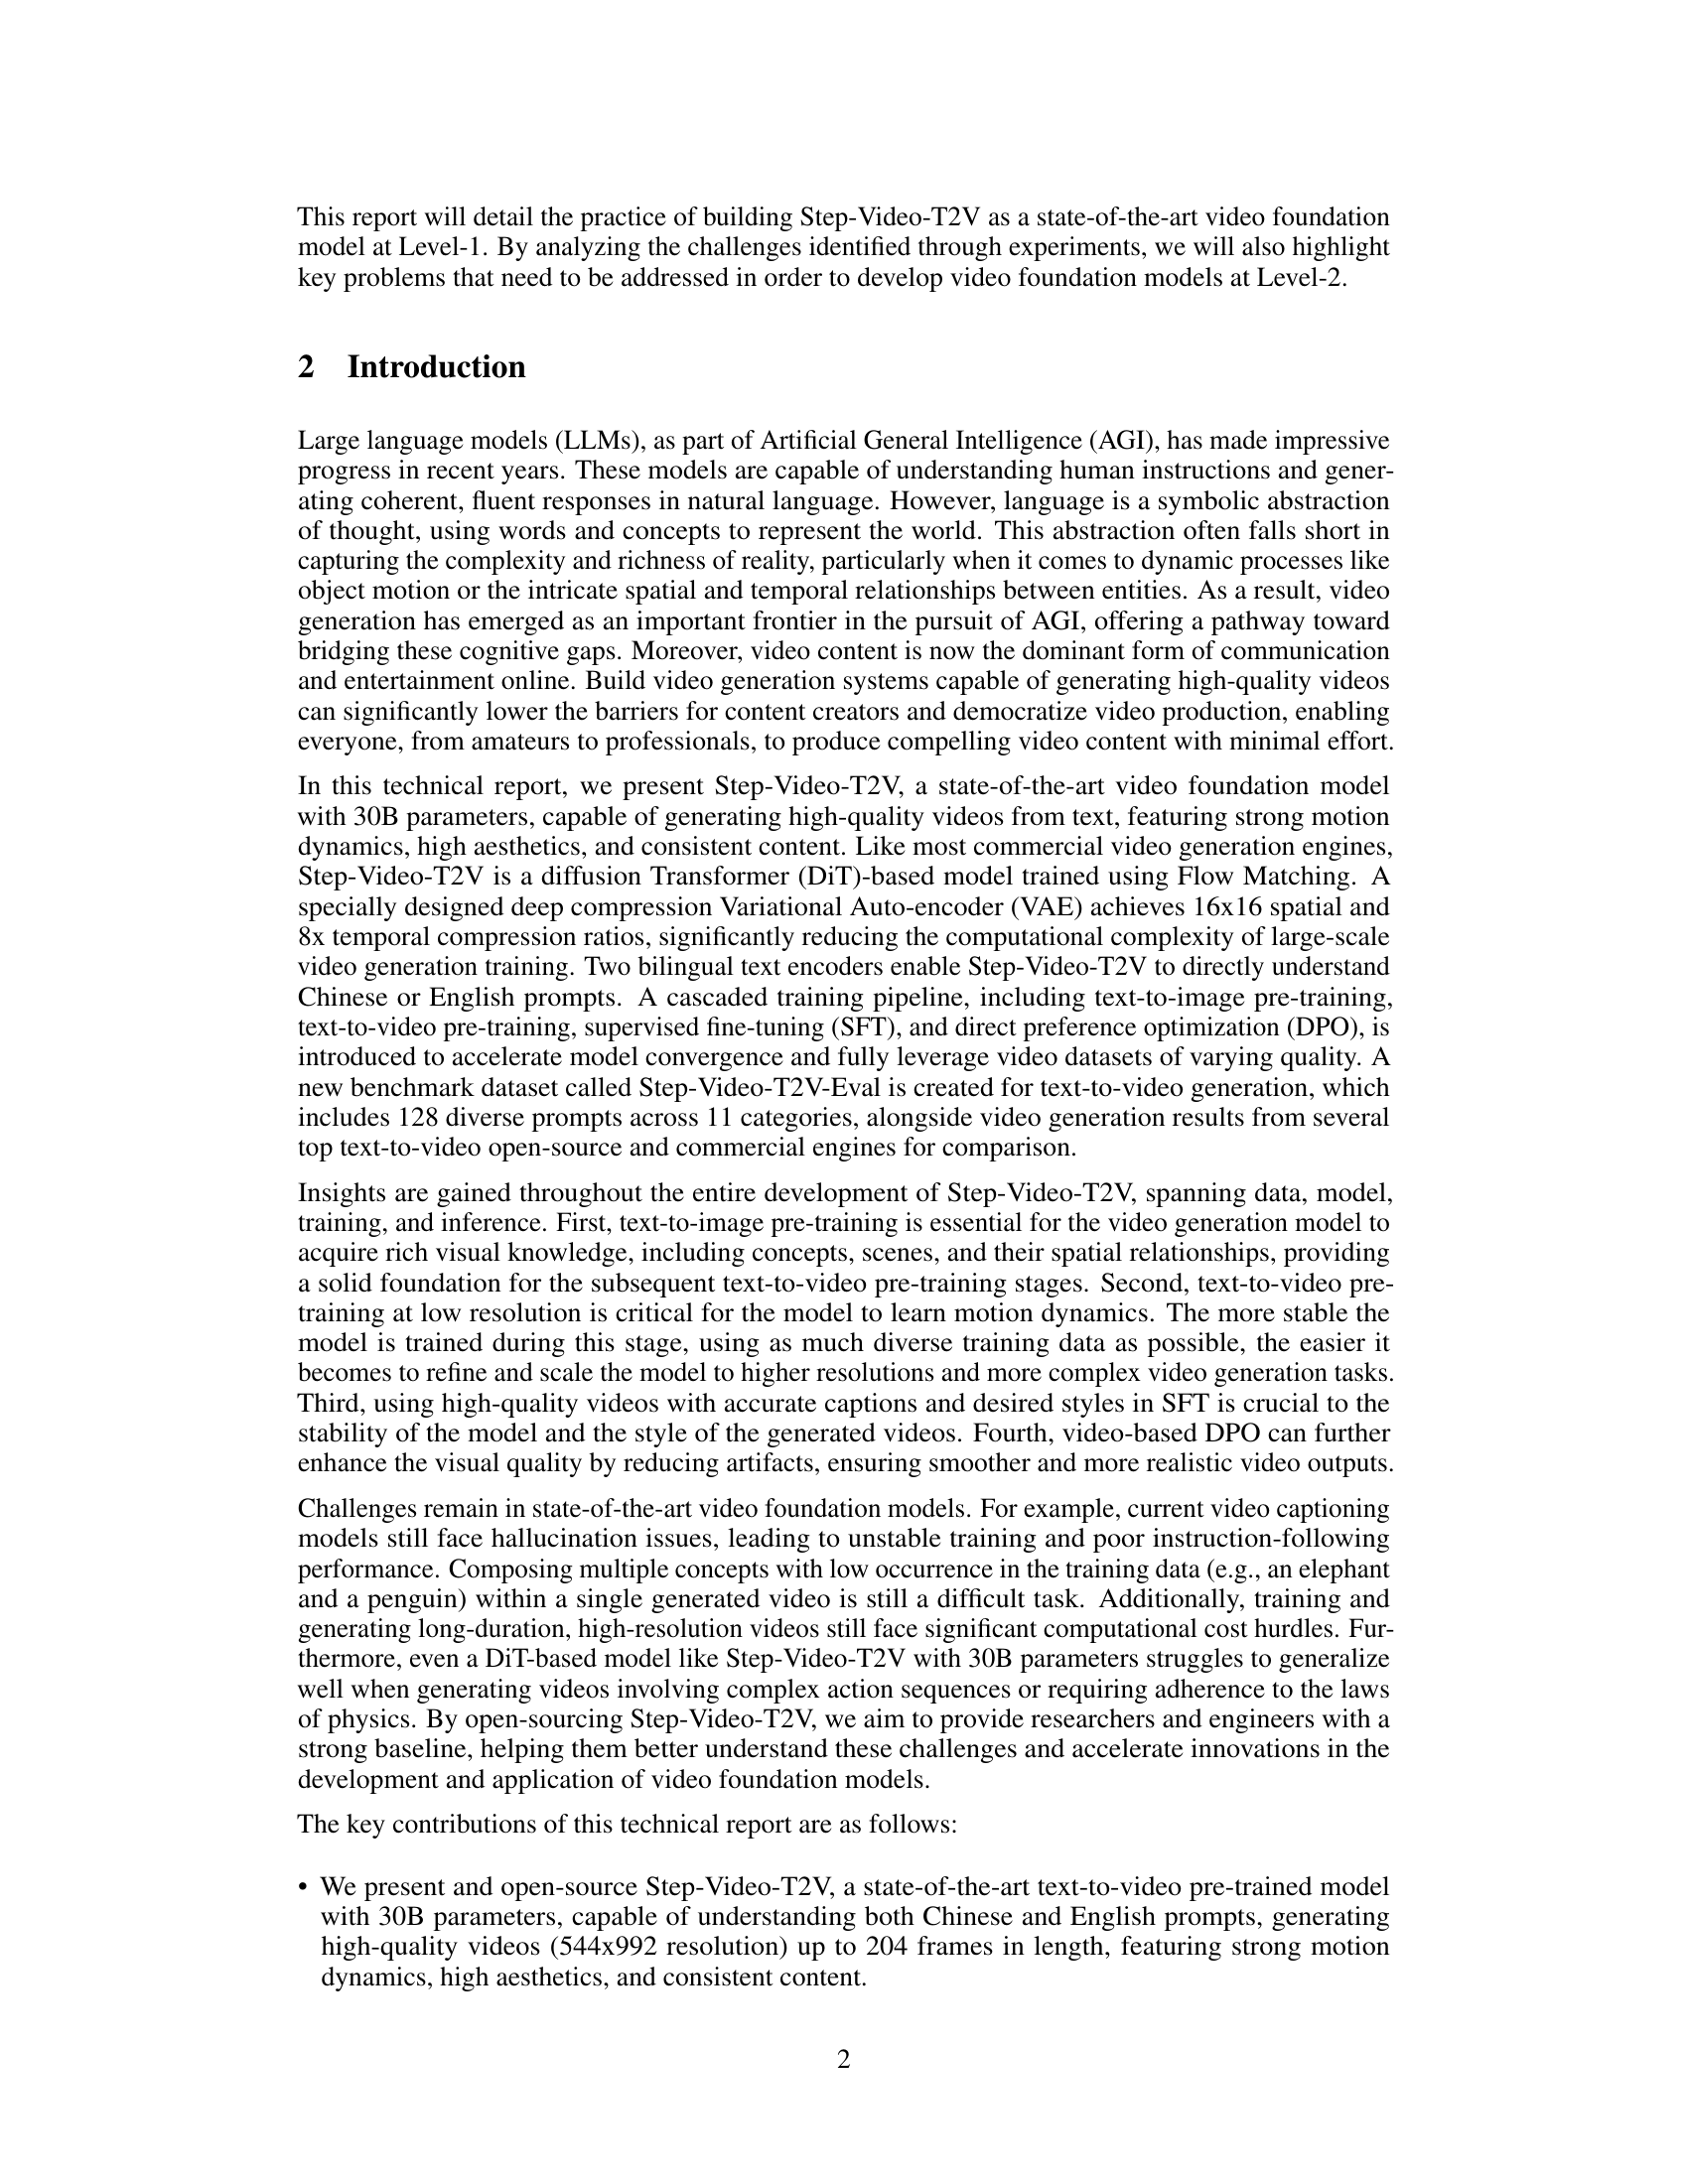 This report will detail the practice of building Step-Video-T2V as a state-of-the-art video foundation
model at Level-1. By analyzing the challenges identified through experiments, we will also highlight
key problems that need to be addressed in order to develop video foundation models at Level-2.
2 Introduction
Large language models (LLMs), as part of Artificial General Intelligence (AGI), has made impressive
progress in recent years. These models are capable of understanding human instructions and gener-
ating coherent, fluent responses in natural language. However, language is a symbolic abstraction
of thought, using words and concepts to represent the world. This abstraction often falls short in
capturing the complexity and richness of reality, particularly when it comes to dynamic processes like
object motion or the intricate spatial and temporal relationships between entities. As a result, video
generation has emerged as an important frontier in the pursuit of AGI, offering a pathway toward
bridging these cognitive gaps. Moreover, video content is now the dominant form of communication
and entertainment online. Build video generation systems capable of generating high-quality videos
can significantly lower the barriers for content creators and democratize video production, enabling
everyone, from amateurs to professionals, to produce compelling video content with minimal effort.
In this technical report, we present Step-Video-T2V, a state-of-the-art video foundation model
with 30B parameters, capable of generating high-quality videos from text, featuring strong motion
dynamics, high aesthetics, and consistent content. Like most commercial video generation engines,
Step-Video-T2V is a diffusion Transformer (DiT)-based model trained using Flow Matching. A
specially designed deep compression Variational Auto-encoder (VAE) achieves 16x16 spatial and
8x temporal compression ratios, significantly reducing the computational complexity of large-scale
video generation training. Two bilingual text encoders enable Step-Video-T2V to directly understand
Chinese or English prompts. A cascaded training pipeline, including text-to-image pre-training,
text-to-video pre-training, supervised fine-tuning (SFT), and direct preference optimization (DPO), is
introduced to accelerate model convergence and fully leverage video datasets of varying quality. A
new benchmark dataset called Step-Video-T2V-Eval is created for text-to-video generation, which
includes 128 diverse prompts across 11 categories, alongside video generation results from several
top text-to-video open-source and commercial engines for comparison.
Insights are gained throughout the entire development of Step-Video-T2V, spanning data, model,
training, and inference. First, text-to-image pre-training is essential for the video generation model to
acquire rich visual knowledge, including concepts, scenes, and their spatial relationships, providing
a solid foundation for the subsequent text-to-video pre-training stages. Second, text-to-video pre-
training at low resolution is critical for the model to learn motion dynamics. The more stable the
model is trained during this stage, using as much diverse training data as possible, the easier it
becomes to refine and scale the model to higher resolutions and more complex video generation tasks.
Third, using high-quality videos with accurate captions and desired styles in SFT is crucial to the
stability of the model and the style of the generated videos. Fourth, video-based DPO can further
enhance the visual quality by reducing artifacts, ensuring smoother and more realistic video outputs.
Challenges remain in state-of-the-art video foundation models. For example, current video captioning
models still face hallucination issues, leading to unstable training and poor instruction-following
performance. Composing multiple concepts with low occurrence in the training data (e.g., an elephant
and a penguin) within a single generated video is still a difficult task. Additionally, training and
generating long-duration, high-resolution videos still face significant computational cost hurdles. Fur-
thermore, even a DiT-based model like Step-Video-T2V with 30B parameters struggles to generalize
well when generating videos involving complex action sequences or requiring adherence to the laws
of physics. By open-sourcing Step-Video-T2V, we aim to provide researchers and engineers with a
strong baseline, helping them better understand these challenges and accelerate innovations in the
development and application of video foundation models.
The key contributions of this technical report are as follows:
• We present and open-source Step-Video-T2V, a state-of-the-art text-to-video pre-trained model
with 30B parameters, capable of understanding both Chinese and English prompts, generating
high-quality videos (544x992 resolution) up to 204 frames in length, featuring strong motion
dynamics, high aesthetics, and consistent content.
2